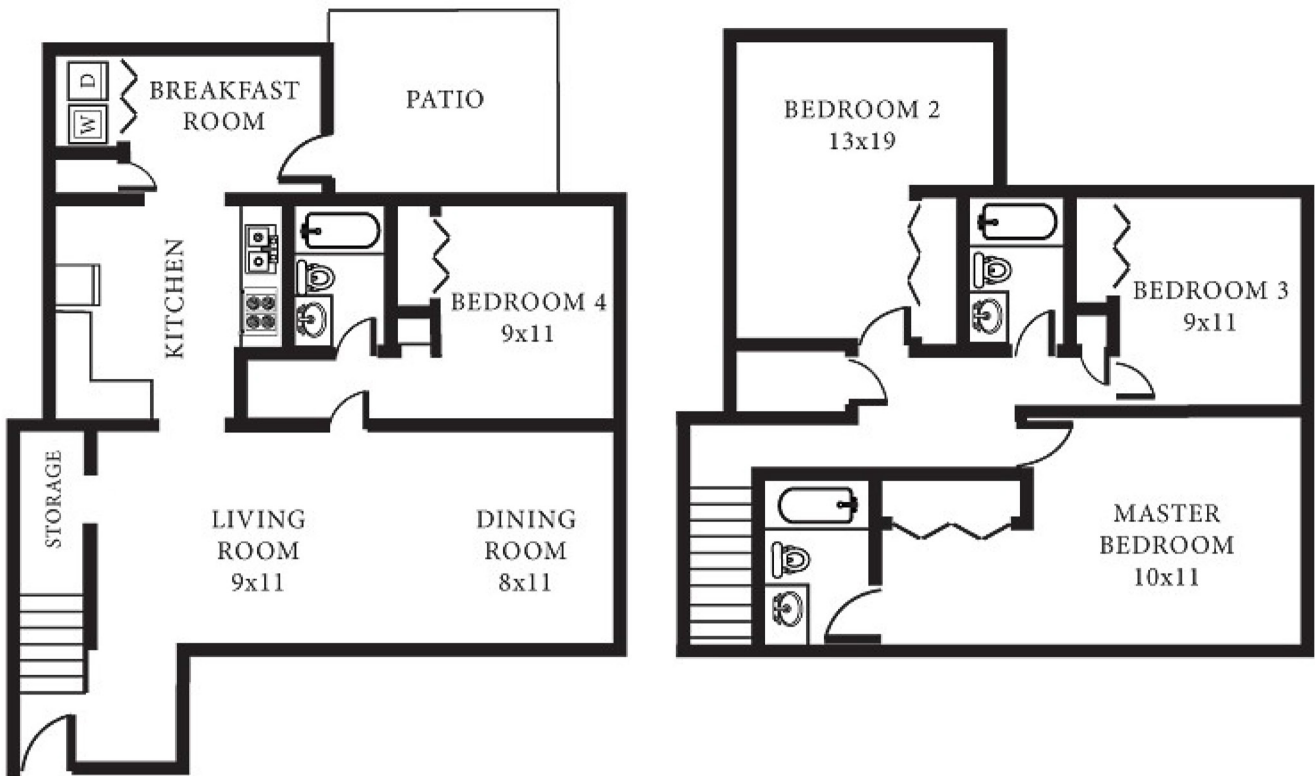 D
W
BREAKFAST
ROOM
PATIO
KITCHEN
BEDROOM 4
9x11
STORAGE
LIVING
ROOM
9x11
DINING
ROOM
8x11
BEDROOM 2
13x19
BEDROOM 3
9x11
MASTER
BEDROOM
10x11